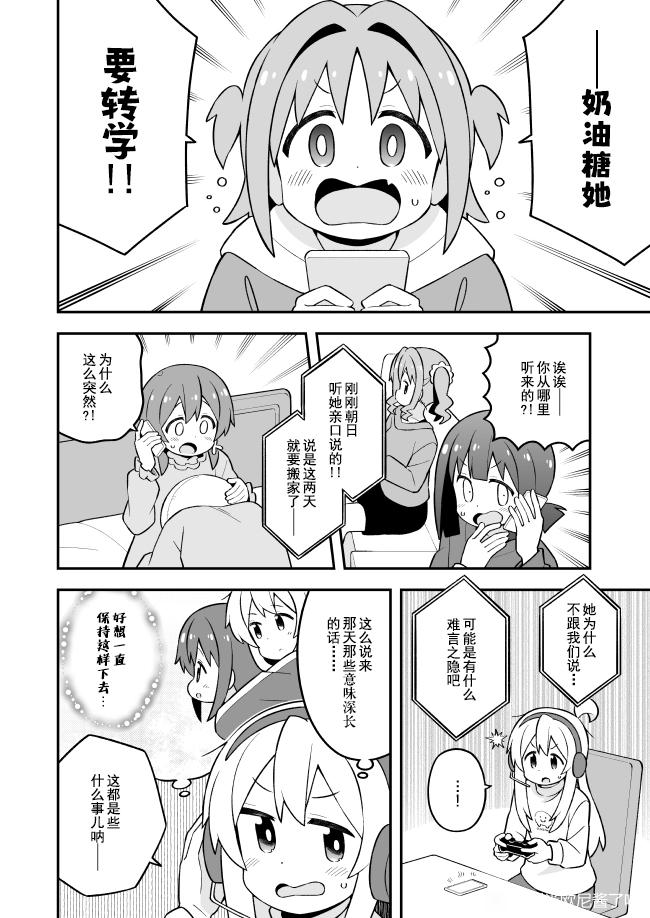 ——奶油糖她
要转学!!
诶诶——
你从哪里
听来的?!
刚刚朝日
听她亲口说的!!
说是这两天
就要搬家了——
为什么
这么突然?!
她为什么
不跟我们说…
可能是有什么
难言之隐吧
…!
这么说来
那天那些意味深长
的话……
好想一直
保持这样下去…
这都是些
什么事儿呐
——